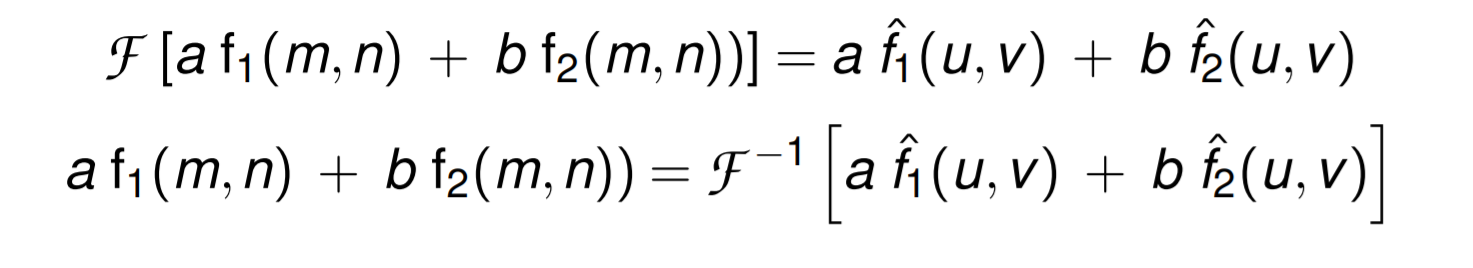 ℱ [a f₁(m, n) + b f₂(m, n))] = a f̂₁(u, v) + b f̂₂(u, v)
a f₁(m, n) + b f₂(m, n)) = ℱ⁻¹ [a f̂₁(u, v) + b f̂₂(u, v)]